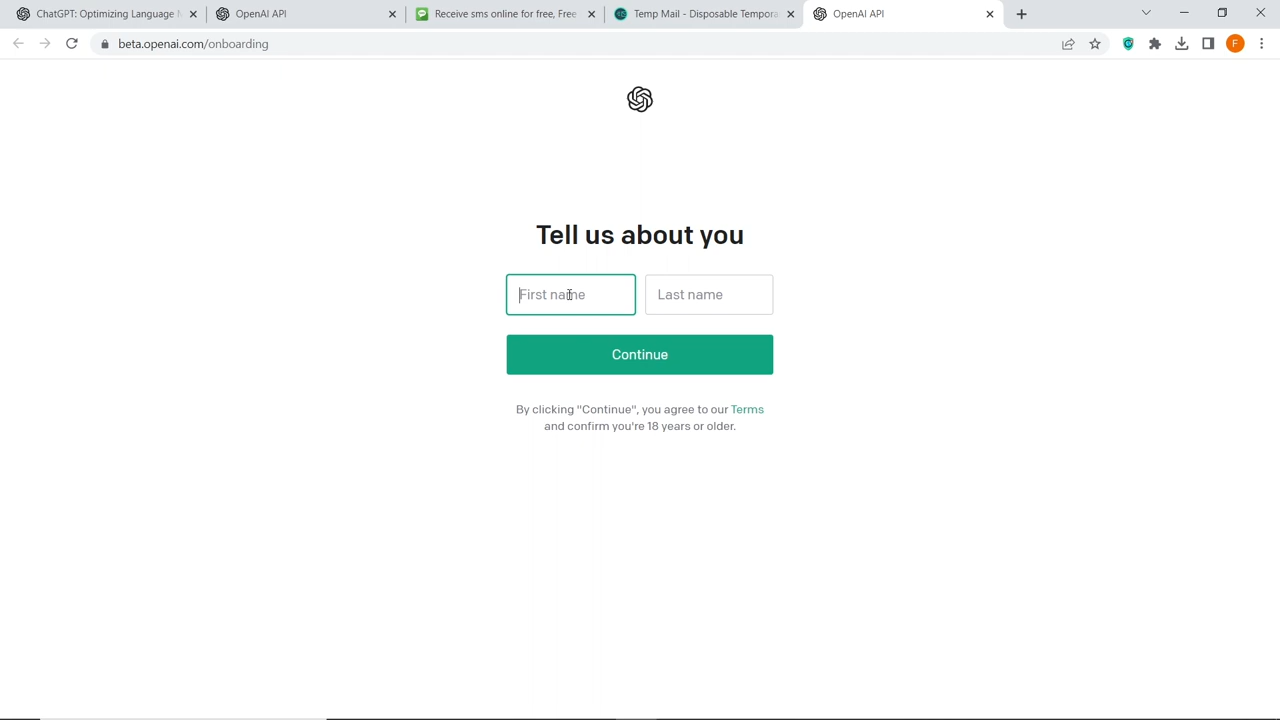 ChatGPT: Optimizing Language
OpenAI API
Receive sms online for free, Free
Temp Mail - Disposable Tempora
OpenAI API
beta.openai.com/onboarding
F
Tell us about you
First name
Last name
Continue
By clicking "Continue", you agree to our Terms
and confirm you're 18 years or older.